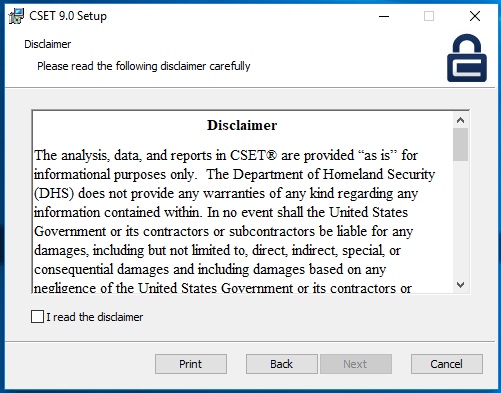 CSET 9.0 Setup
Disclaimer
Please read the following disclaimer carefully
Disclaimer
The analysis, data, and reports in CSET® are provided “as is” for
informational purposes only.  The Department of Homeland Security
(DHS) does not provide any warranties of any kind regarding any
information contained within. In no event shall the United States
Government or its contractors or subcontractors be liable for any
damages, including but not limited to, direct, indirect, special, or
consequential damages and including damages based on any
negligence of the United States Government or its contractors or
I read the disclaimer
Print Back Next Cancel